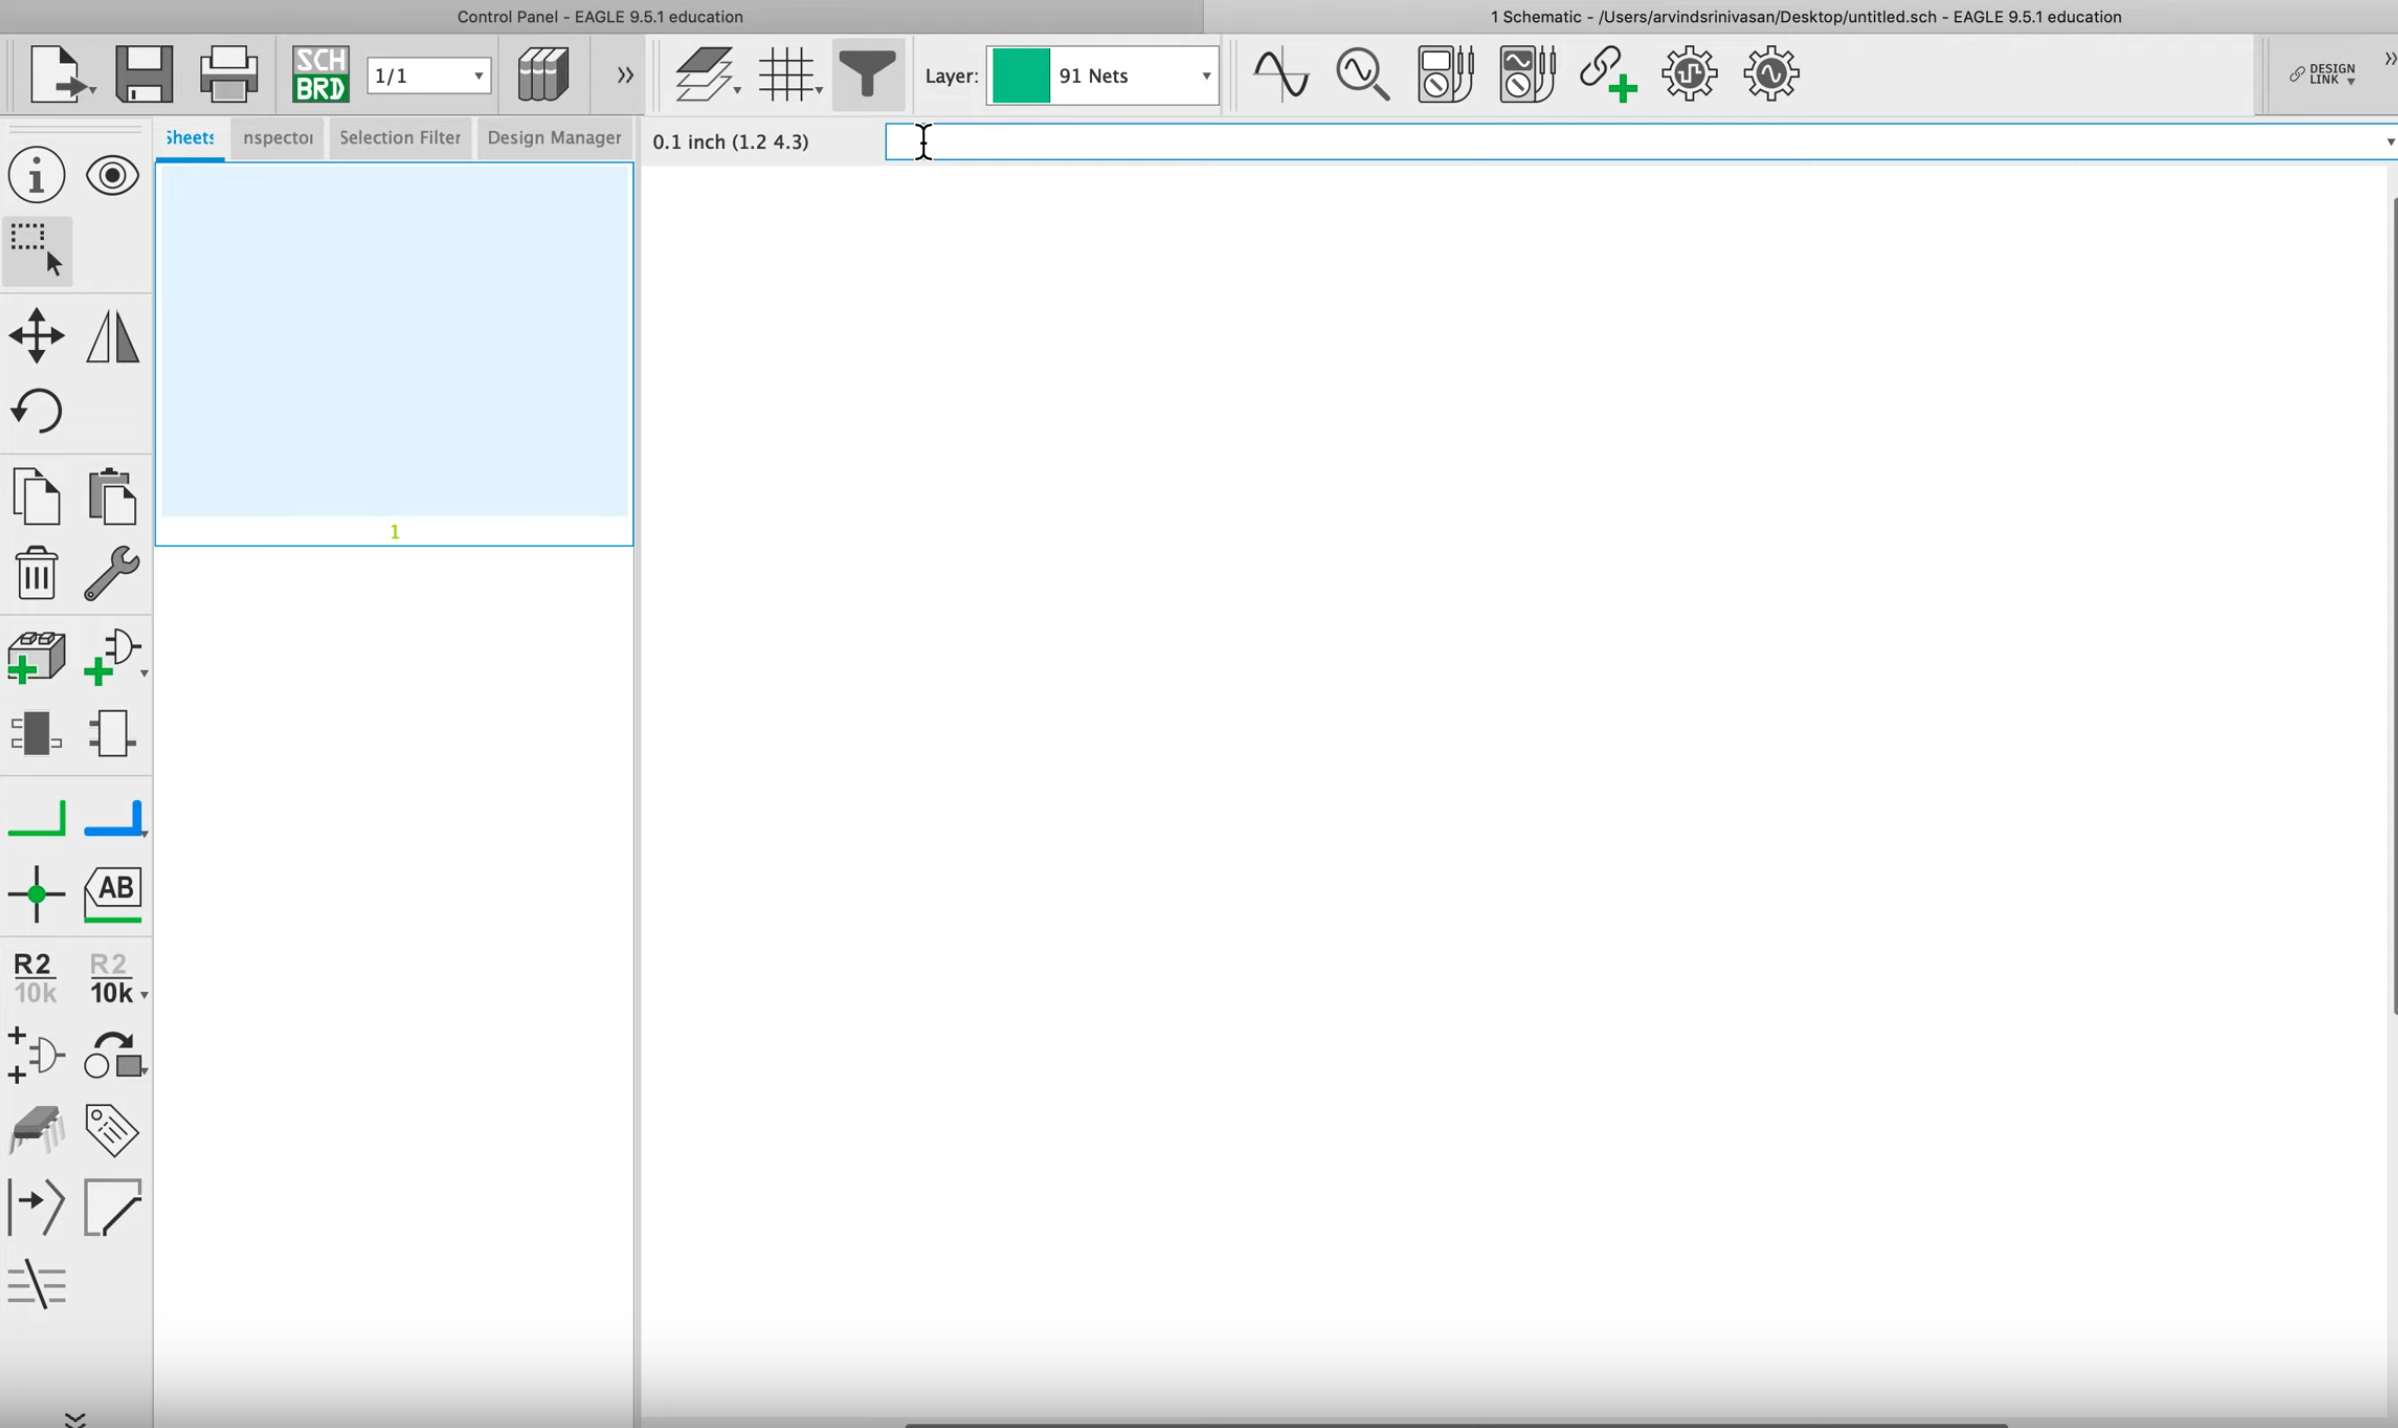 Control Panel - EAGLE 9.5.1 education
1 Schematic - /Users/arvindsrinivasan/Desktop/untitled.sch - EAGLE 9.5.1 education
SCH
BRD
1/1
»
Layer:
91 Nets
DESIGN
LINK
»
Sheets
nspector
Selection Filter
Design Manager
0.1 inch (1.2 4.3)
i
1
AB
R2
10k
R2
10k